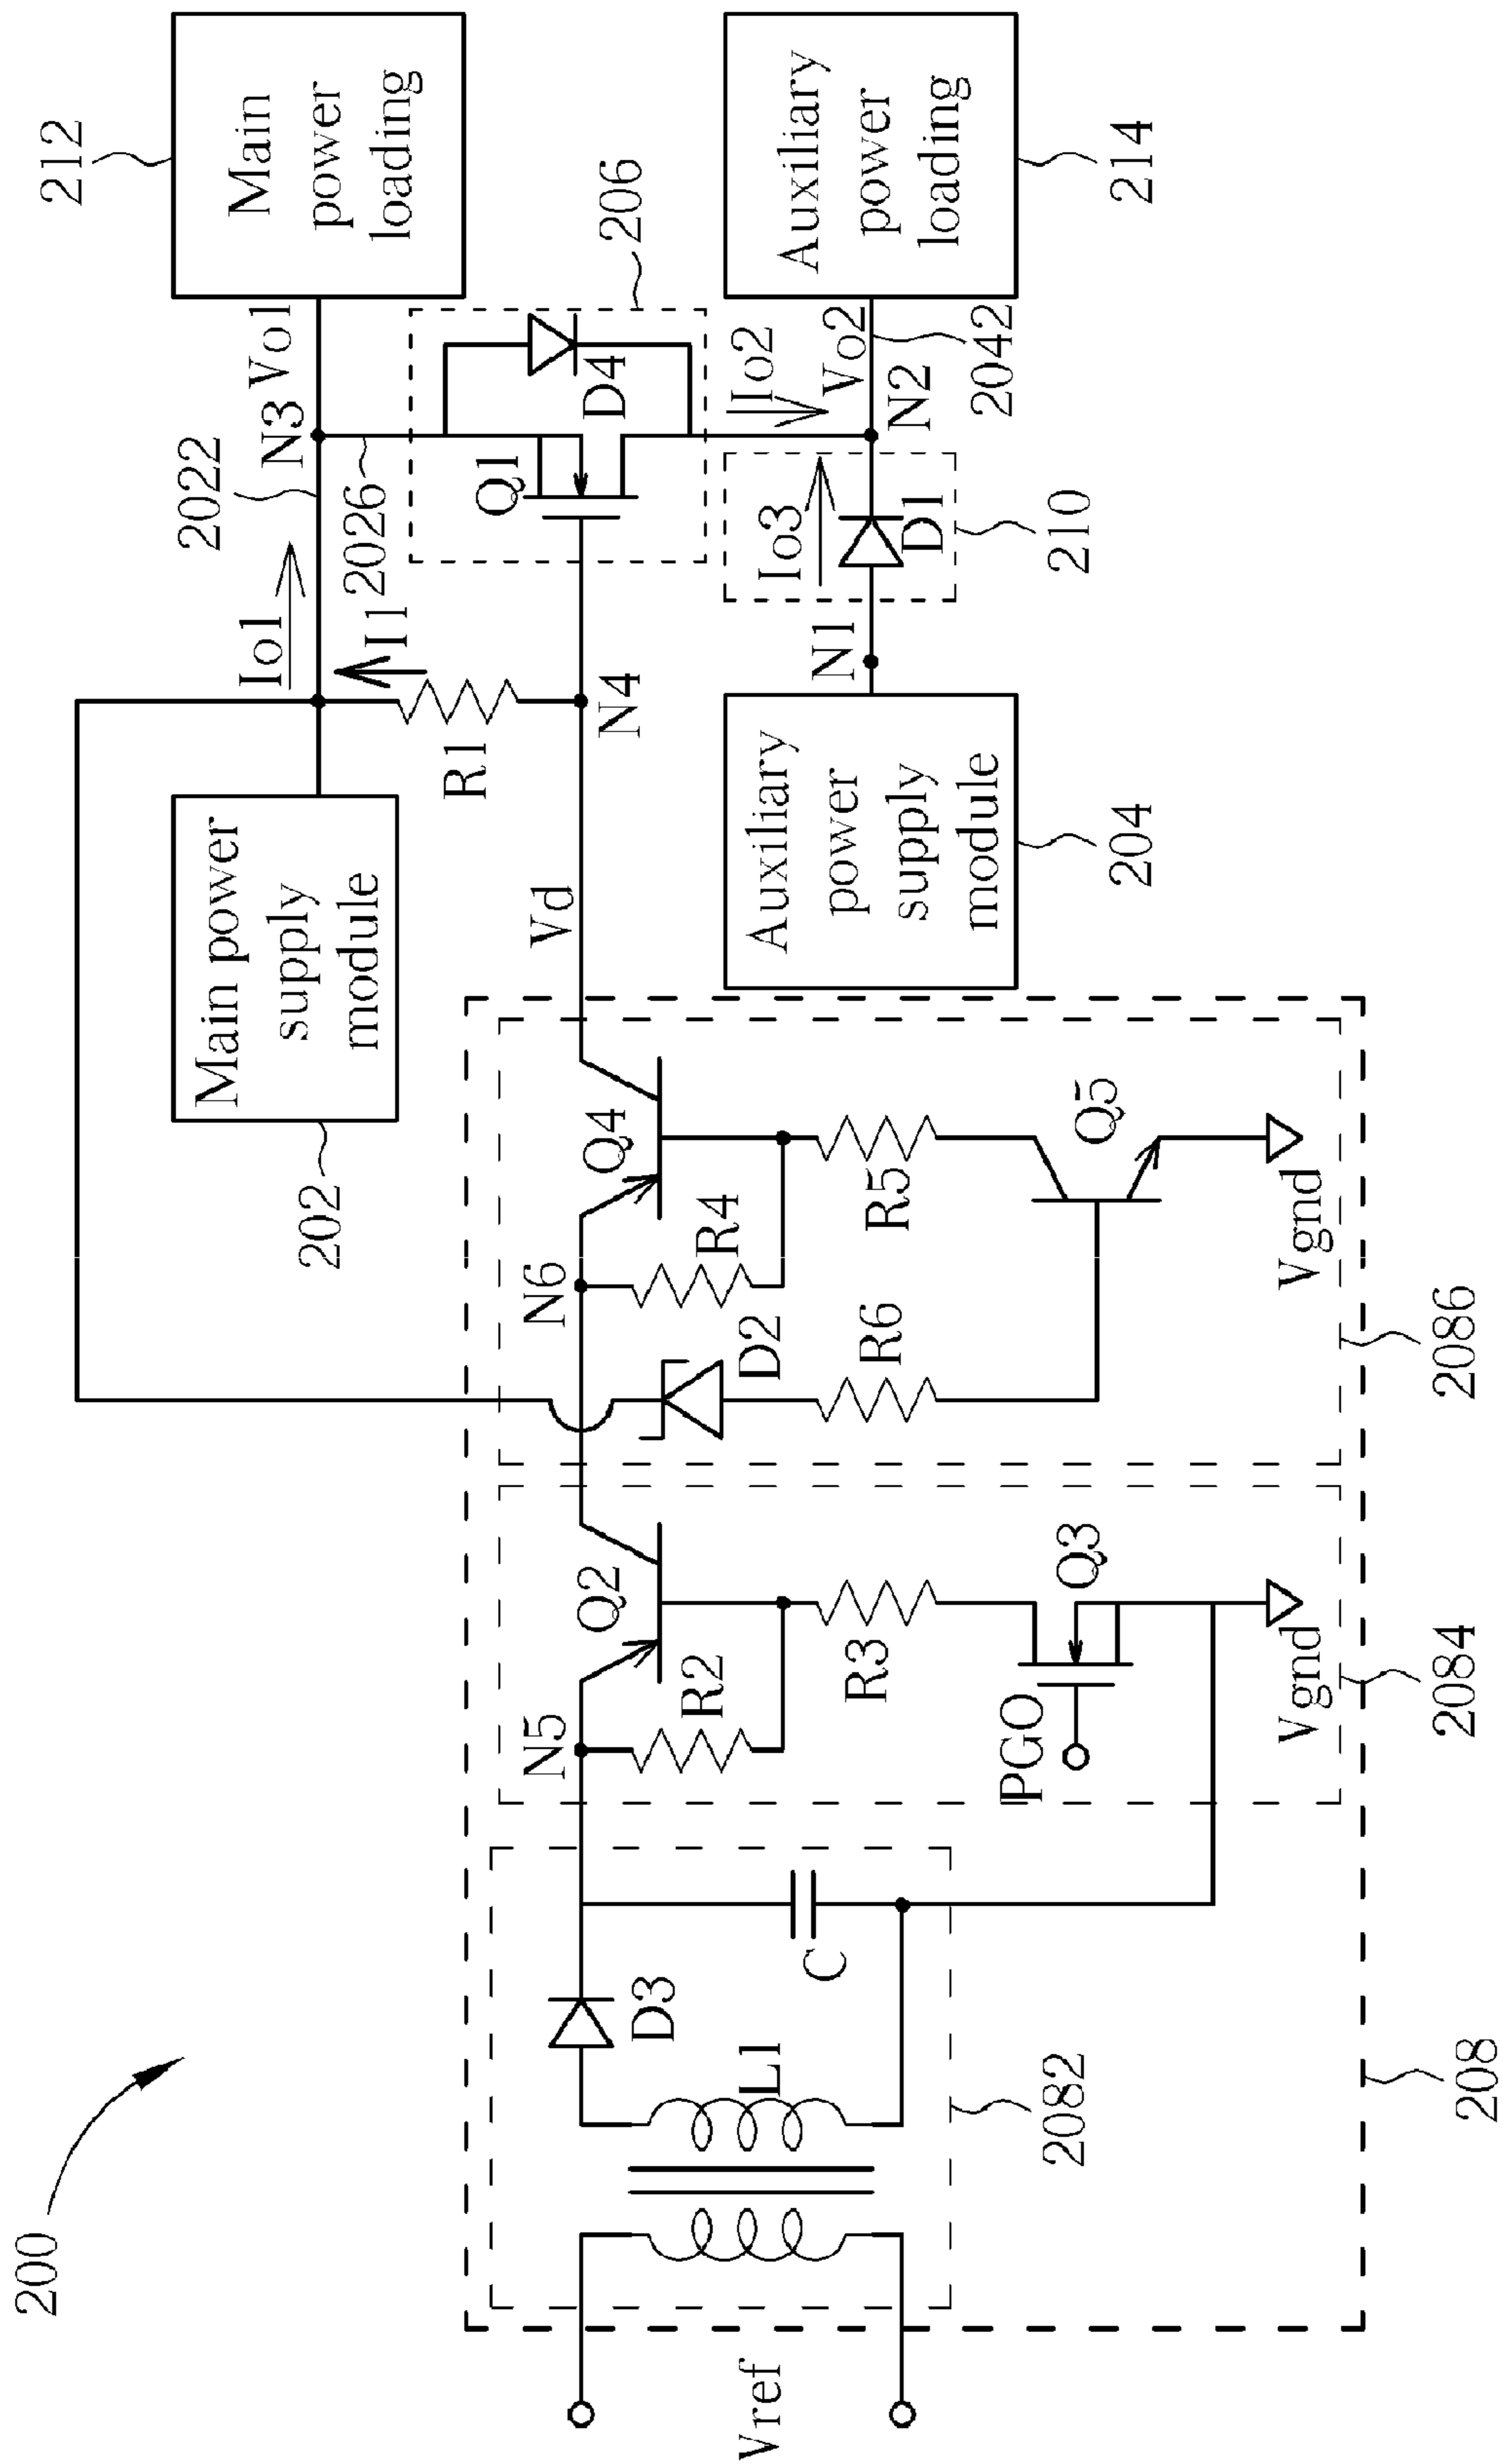 200
212
Main
power
loading
202
Main power
supply
module
Io1
2022
N3
Vo1
2026
I1
R1
N4
Vd
206
Q1
D4
Io2
Vo2
2042
N2
Auxiliary
power
loading
214
Io3
D1
210
N1
Auxiliary
power
supply
module
204
Vref
L1
D3
C
2082
N5
Q2
R2
R3
PGO
Q3
Vgnd
2084
N6
Q4
R4
D2
R5
R6
Q5
Vgnd
2086
208